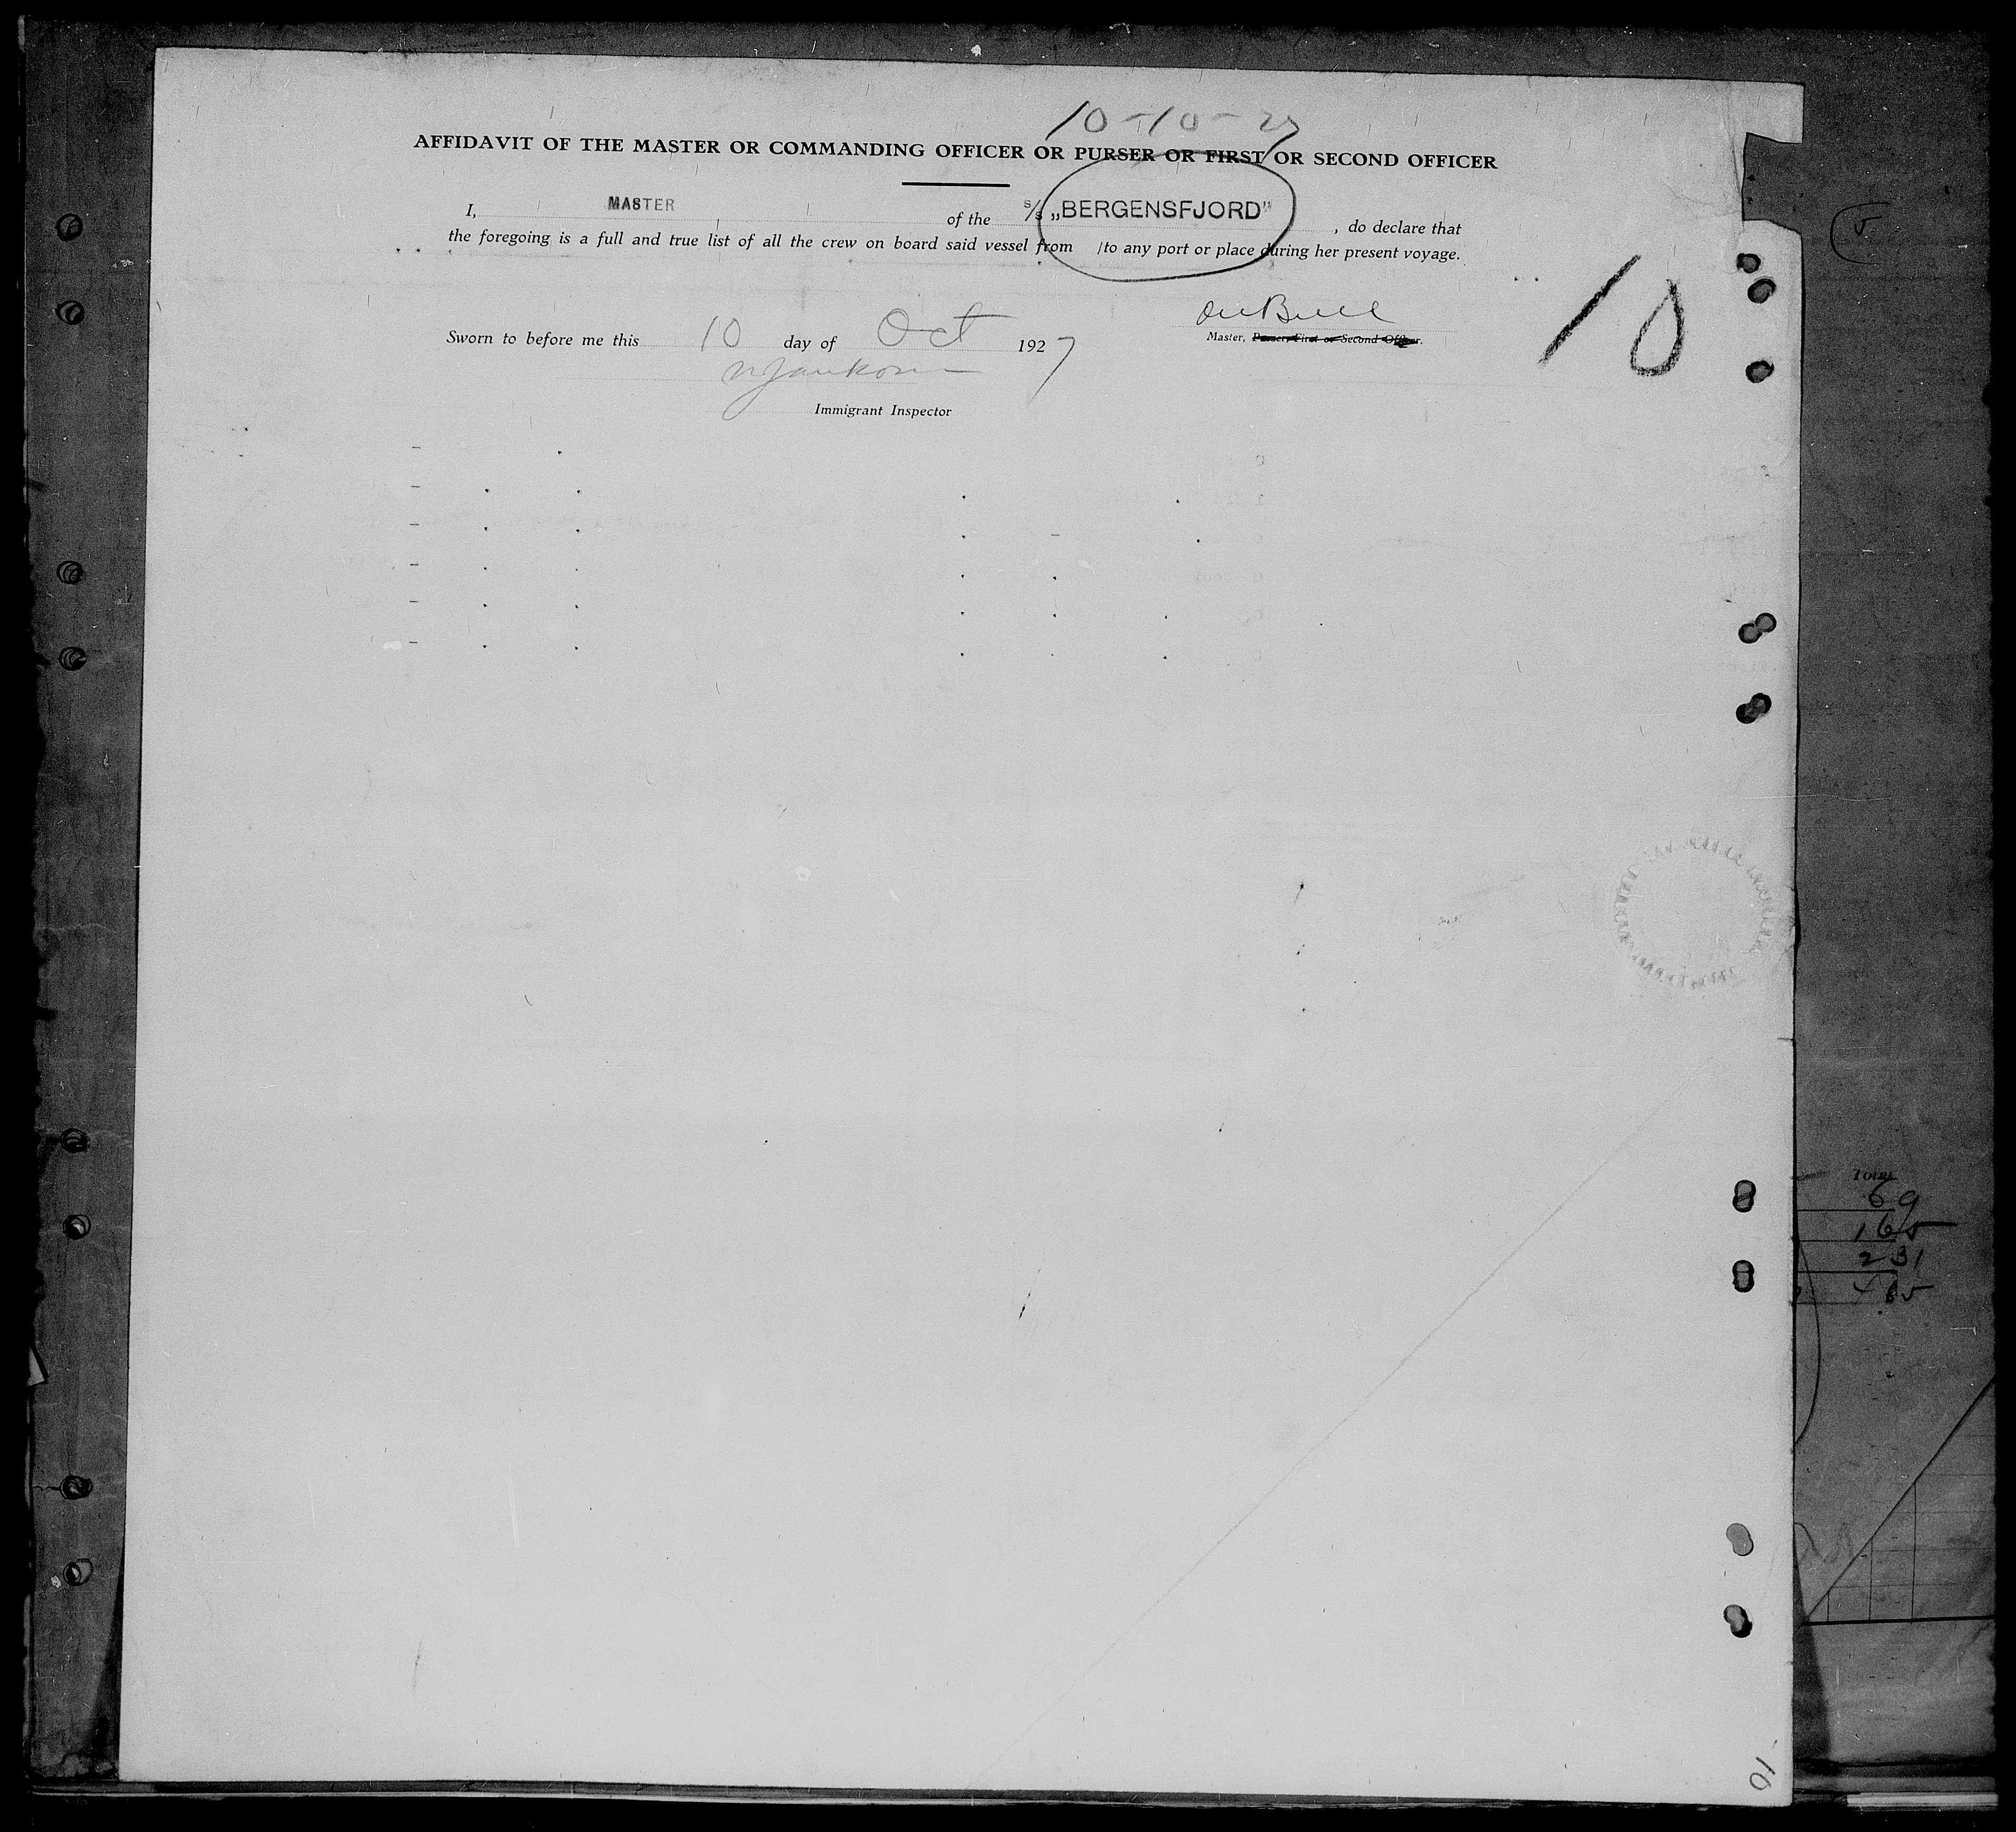 10-10-27
AFFIDAVIT OF THE MASTER OR COMMANDING OFFICER OR PURSER OR FIRST OR SECOND OFFICER
I, MASTER of the s/s „BERGENSFJORD" , do declare that
the foregoing is a full and true list of all the crew on board said vessel from /to any port or place during her present voyage.
10
Sworn to before me this 10 day of Oct 1927
Master, Purser, First or Second Officer.
Immigrant Inspector
5
Total
69
165
231
465
10